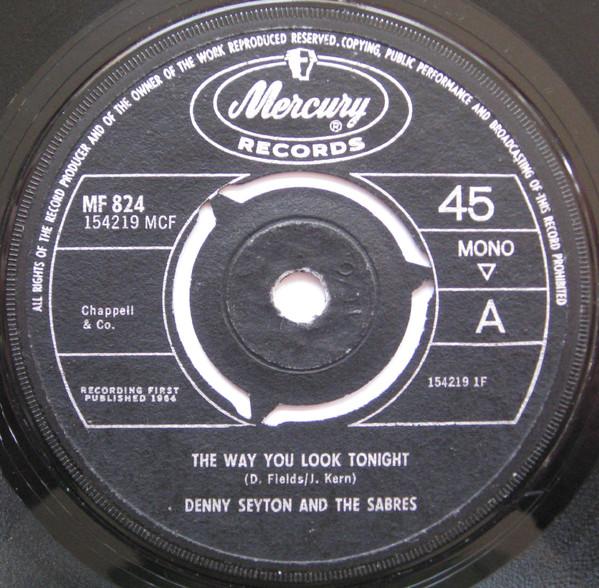 ALL RIGHTS OF THE RECORD PRODUCER AND OF THE OWNER OF THE WORK REPRODUCED RESERVED. COPYING, PUBLIC PERFORMANCE AND BROADCASTING OF THIS RECORD PROHIBITED
Mercury ®
RECORDS
MF 824
154219 MCF
45
MONO
A
Chappell
& Co.
RECORDING FIRST
PUBLISHED 1964
154219 1F
THE WAY YOU LOOK TONIGHT
(D. Fields/J. Kern)
DENNY SEYTON AND THE SABRES